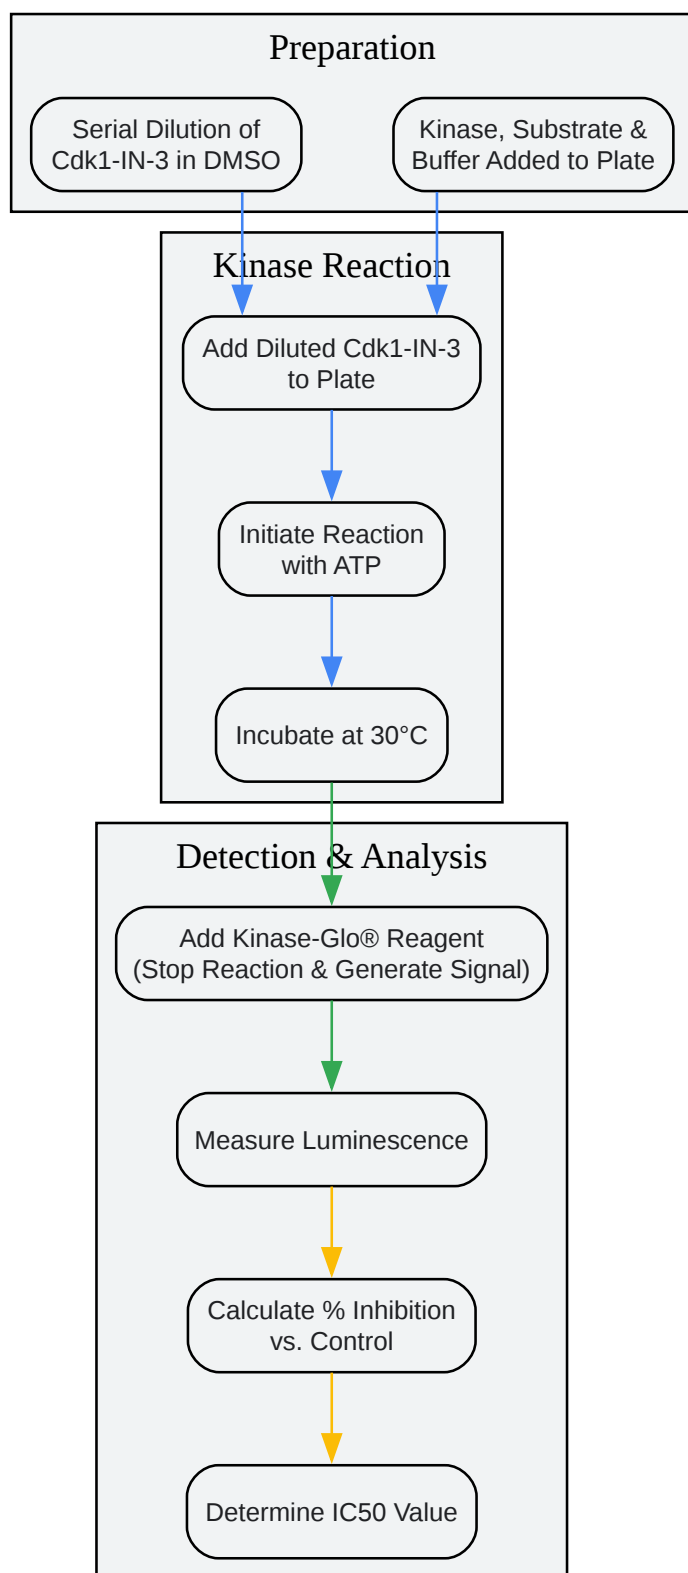 Preparation
Serial Dilution of
Cdk1-IN-3 in DMSO
Kinase, Substrate &
Buffer Added to Plate
Kinase Reaction
Add Diluted Cdk1-IN-3
to Plate
Initiate Reaction
with ATP
Incubate at 30°C
Detection & Analysis
Add Kinase-Glo® Reagent
(Stop Reaction & Generate Signal)
Measure Luminescence
Calculate % Inhibition
vs. Control
Determine IC50 Value